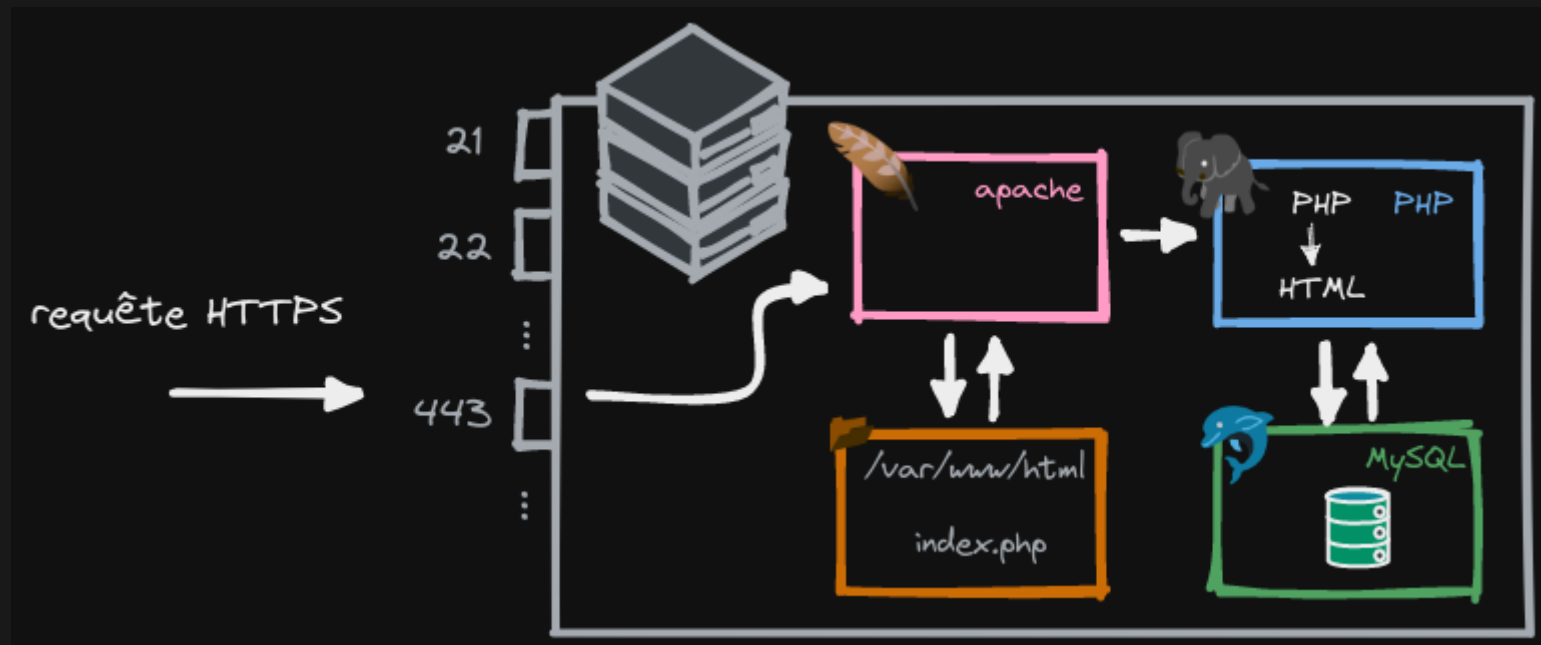 21
22
requête HTTPS
...
443
...
apache
PHP
PHP
HTML
/var/www/html
index.php
MySQL